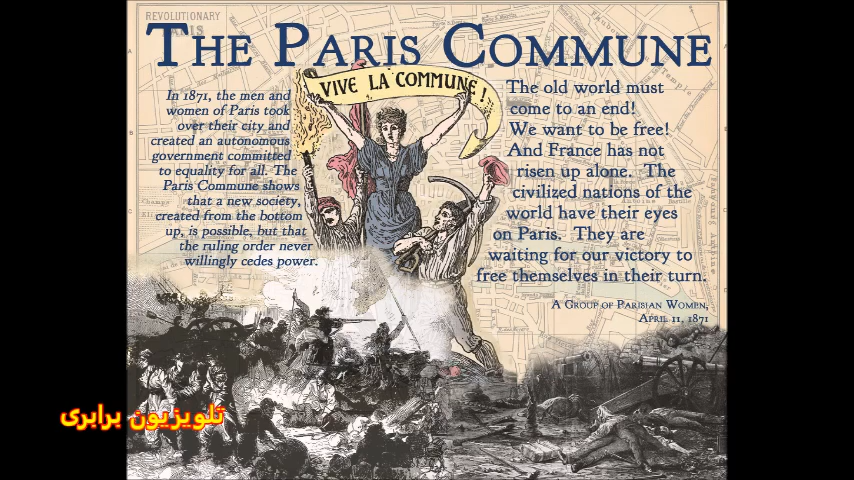 REVOLUTIONARY
PARIS
THE PARIS COMMUNE
VIVE LA COMMUNE!
In 1871, the men and
women of Paris took
over their city and
created an autonomous
government committed
to equality for all. The
Paris Commune shows
that a new society,
created from the bottom
up, is possible, but that
the ruling order never
willingly cedes power.
The old world must
come to an end!
We want to be free!
And France has not
risen up alone. The
civilized nations of the
world have their eyes
on Paris. They are
waiting for our victory to
free themselves in their turn.
A GROUP OF PARISIAN WOMEN,
APRIL 11, 1871
تلویزیون برابری